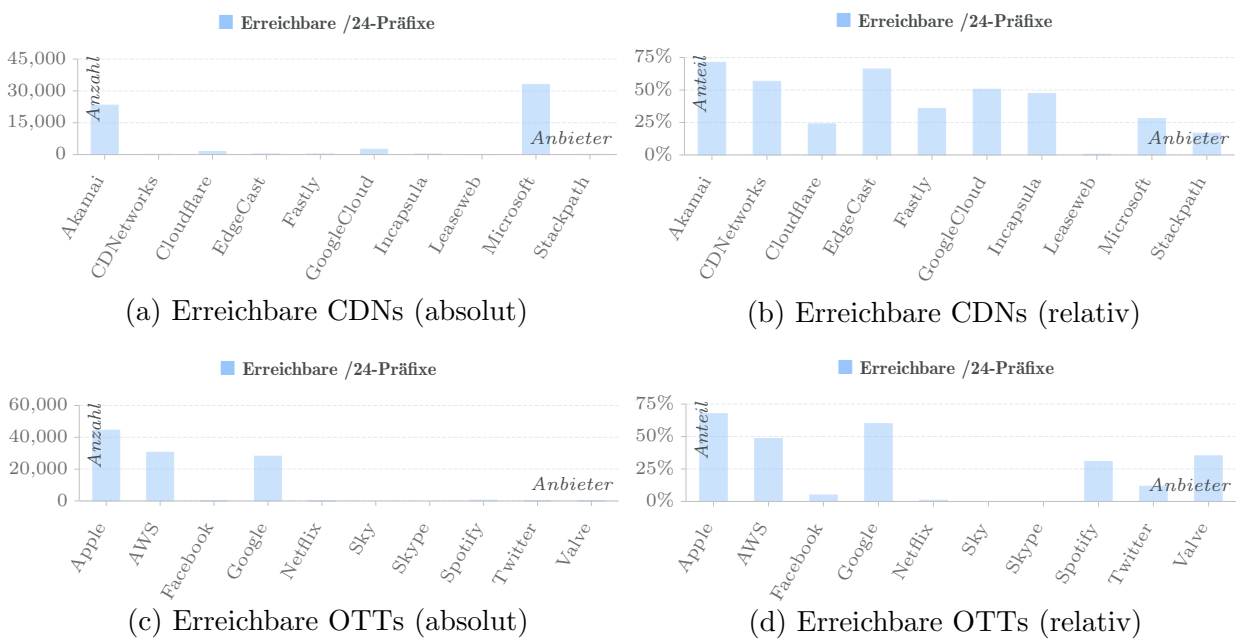 Erreichbare /24-Präfixe
45,000
30,000
15,000
0
Anzahl
Anbieter
Akamai
CDNetworks
Cloudflare
EdgeCast
Fastly
GoogleCloud
Incapsula
Leaseweb
Microsoft
Stackpath
(a) Erreichbare CDNs (absolut)
Erreichbare /24-Präfixe
75%
50%
25%
0%
Anteil
Anbieter
Akamai
CDNetworks
Cloudflare
EdgeCast
Fastly
GoogleCloud
Incapsula
Leaseweb
Microsoft
Stackpath
(b) Erreichbare CDNs (relativ)
Erreichbare /24-Präfixe
60,000
40,000
20,000
0
Anzahl
Anbieter
Apple
AWS
Facebook
Google
Netflix
Sky
Skype
Spotify
Twitter
Valve
(c) Erreichbare OTTs (absolut)
Erreichbare /24-Präfixe
75%
50%
25%
0%
Anteil
Anbieter
Apple
AWS
Facebook
Google
Netflix
Sky
Skype
Spotify
Twitter
Valve
(d) Erreichbare OTTs (relativ)